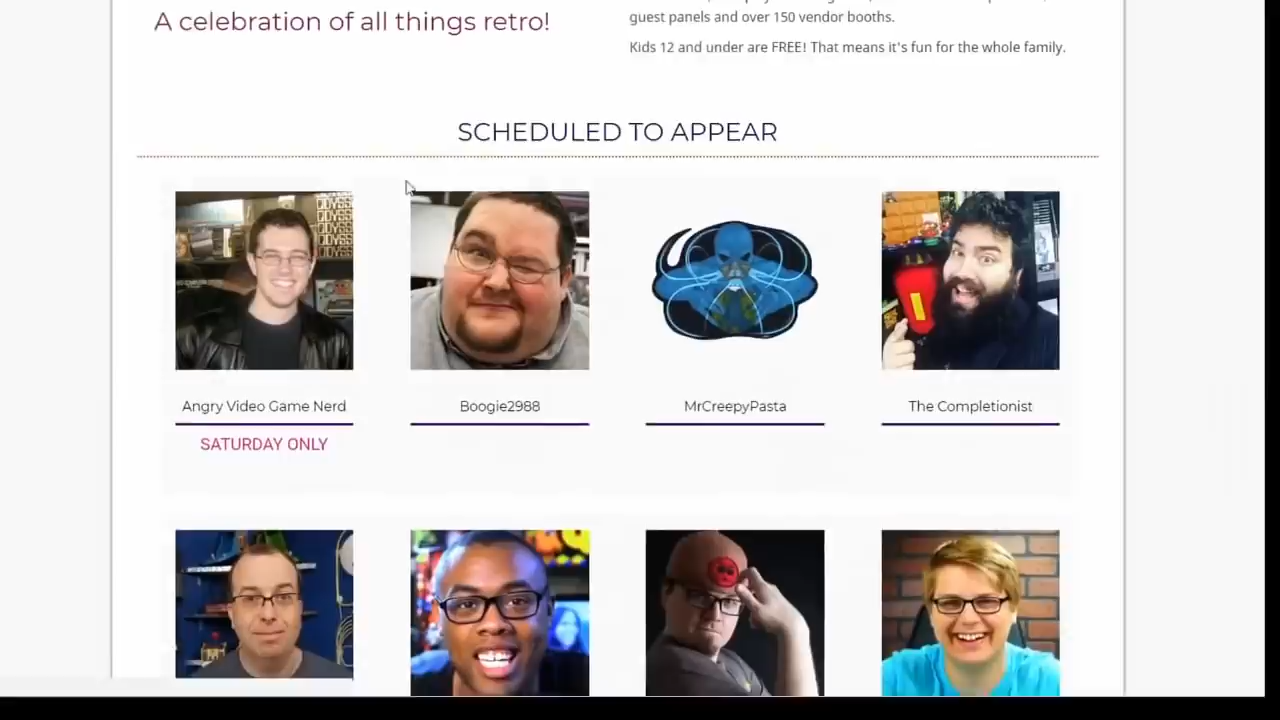 A celebration of all things retro!
guest panels and over 150 vendor booths.
Kids 12 and under are FREE! That means it's fun for the whole family.
SCHEDULED TO APPEAR
Angry Video Game Nerd
Boogie2988
MrCreepyPasta
The Completionist
SATURDAY ONLY